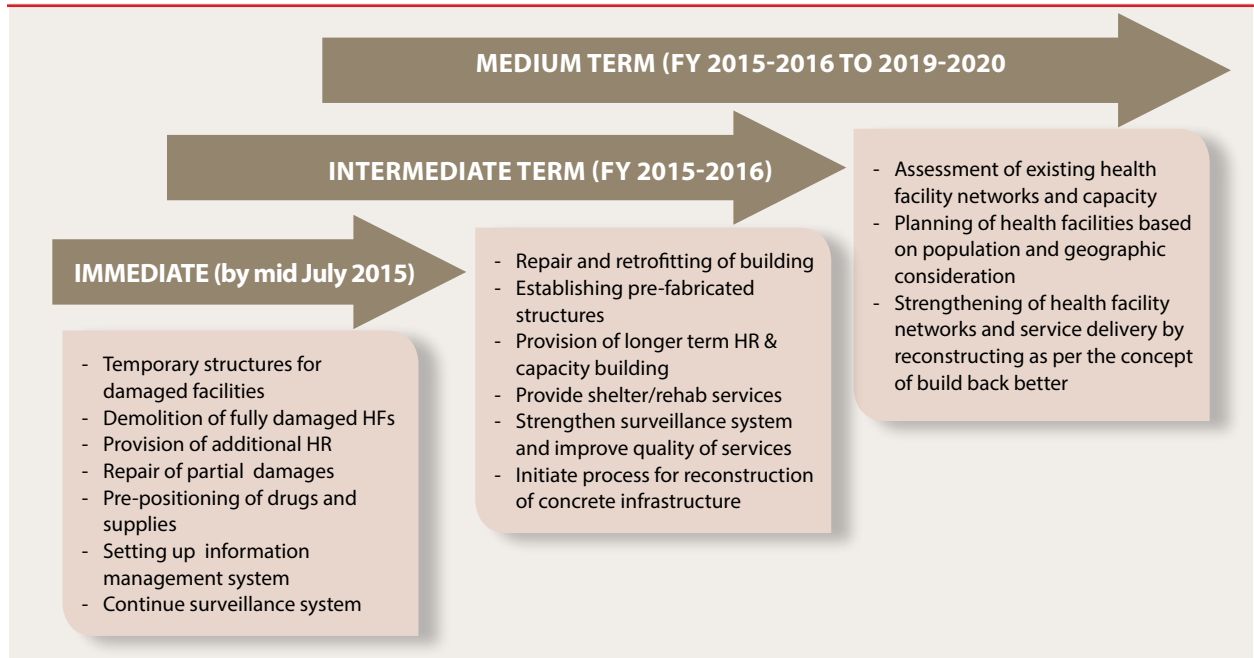 MEDIUM TERM (FY 2015-2016 TO 2019-2020
INTERMEDIATE TERM (FY 2015-2016)
IMMEDIATE (by mid July 2015)
- Temporary structures for
damaged facilities
- Demolition of fully damaged HFs
- Provision of additional HR
- Repair of partial damages
- Pre-positioning of drugs and
supplies
- Setting up information
management system
- Continue surveillance system
- Repair and retrofitting of building
- Establishing pre-fabricated
structures
- Provision of longer term HR &
capacity building
- Provide shelter/rehab services
- Strengthen surveillance system
and improve quality of services
- Initiate process for reconstruction
of concrete infrastructure
- Assessment of existing health
facility networks and capacity
- Planning of health facilities based
on population and geographic
consideration
- Strengthening of health facility
networks and service delivery by
reconstructing as per the concept
of build back better